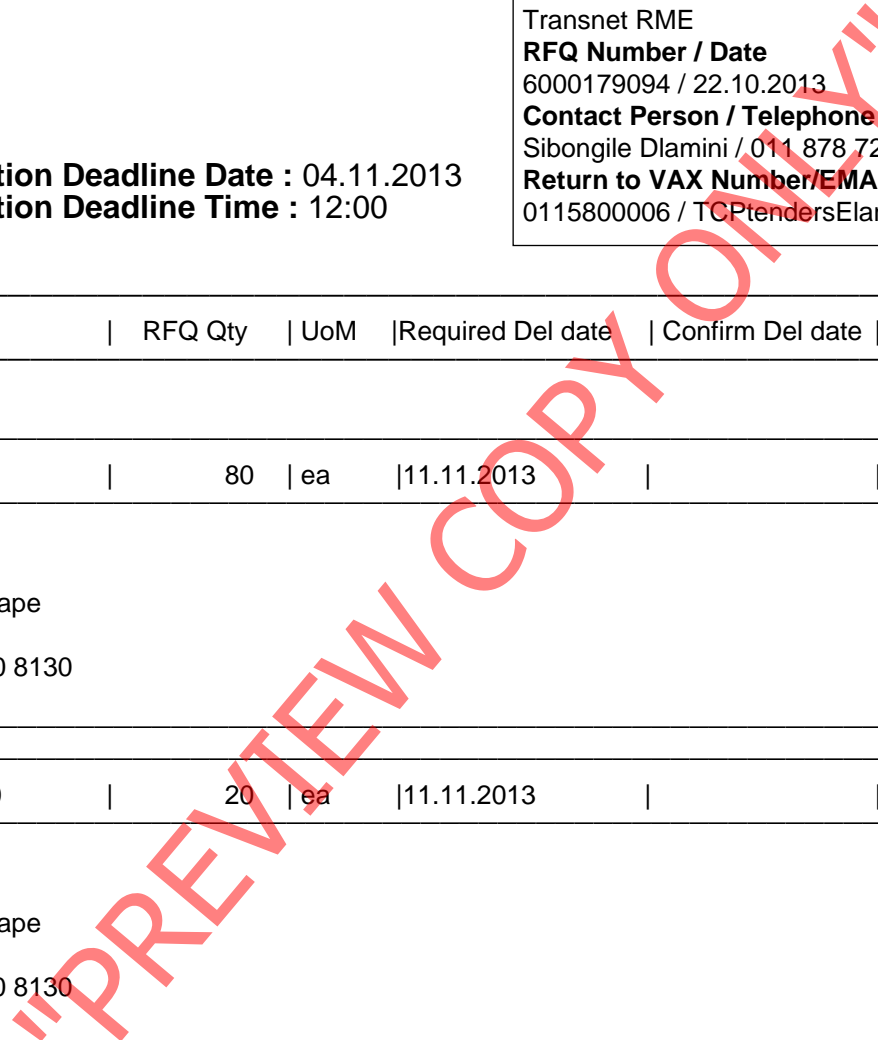 Transnet RME
RFQ Number / Date
6000179094 / 22.10.2013
Contact Person / Telephone
Sibongile Dlamini / 011 878 72
Return to VAX Number/EMA
0115800006 / TCPtendersElan
tion Deadline Date : 04.11.2013
tion Deadline Time : 12:00
| RFQ Qty | UoM |Required Del date | Confirm Del date |
| 80 | ea |11.11.2013 | |
ape
0 8130
| 20 | ea |11.11.2013 | |
ape
0 8130
"PREVIEW COPY ONLY"